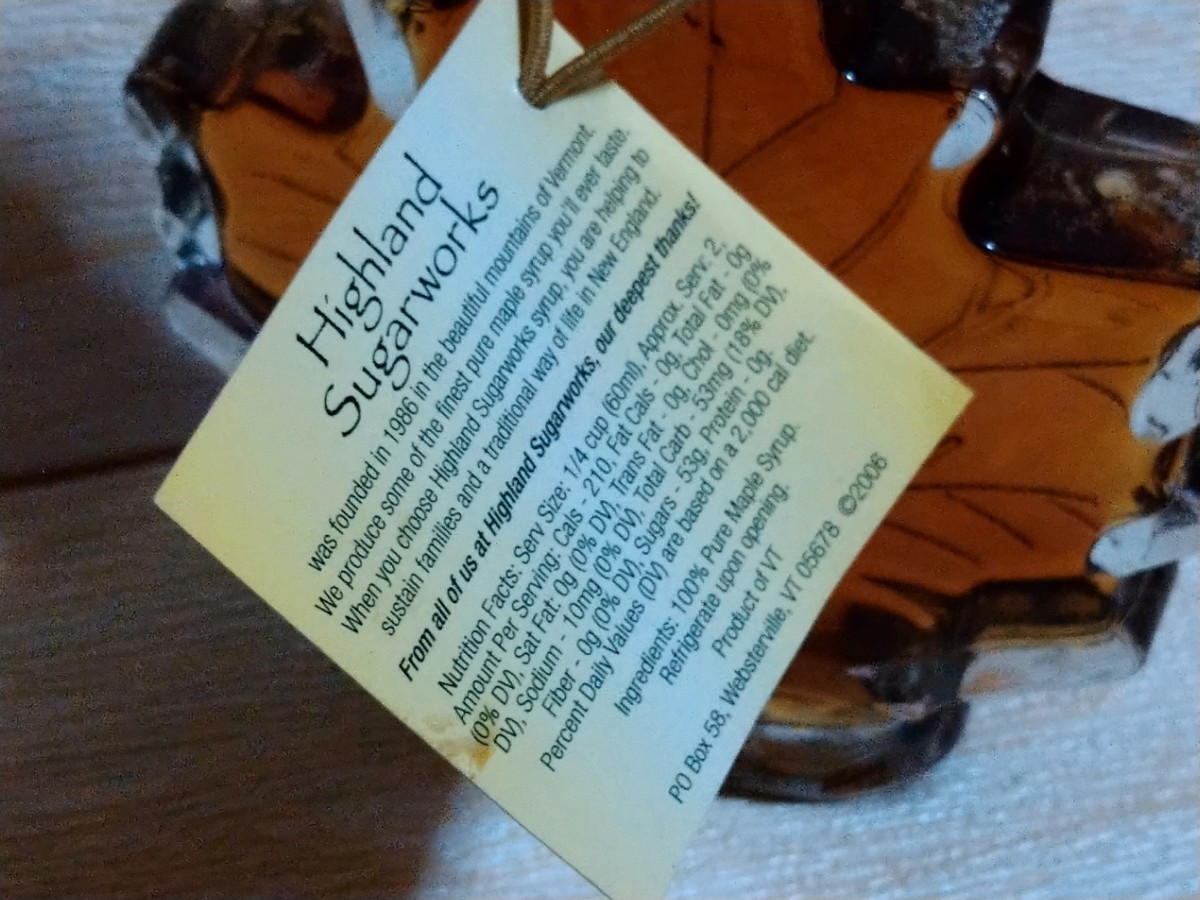 Highland
Sugarworks
was founded in 1986 in the beautiful mountains of Vermont.
We produce some of the finest pure maple syrup you'll ever taste.
When you choose Highland Sugarworks syrup, you are helping to
sustain families and a traditional way of life in New England.
From all of us at Highland Sugarworks, our deepest thanks!
Nutrition Facts: Serv Size: 1/4 cup (60ml), Approx. Serv: 2,
Amount Per Serving: Cals - 210, Fat Cals - 0g, Total Fat - 0g
(0% DV), Sat Fat: 0g (0% DV), Trans Fat - 0g, Chol - 0mg (0%
DV), Sodium - 10mg (0% DV), Total Carb - 53mg (18% DV),
Fiber - 0g (0% DV), Sugars - 53g, Protein - 0g.
Percent Daily Values (DV) are based on a 2,000 cal diet.
Ingredients: 100% Pure Maple Syrup.
Refrigerate upon opening.
Product of VT
PO Box 58, Websterville, VT 05678 ©2006